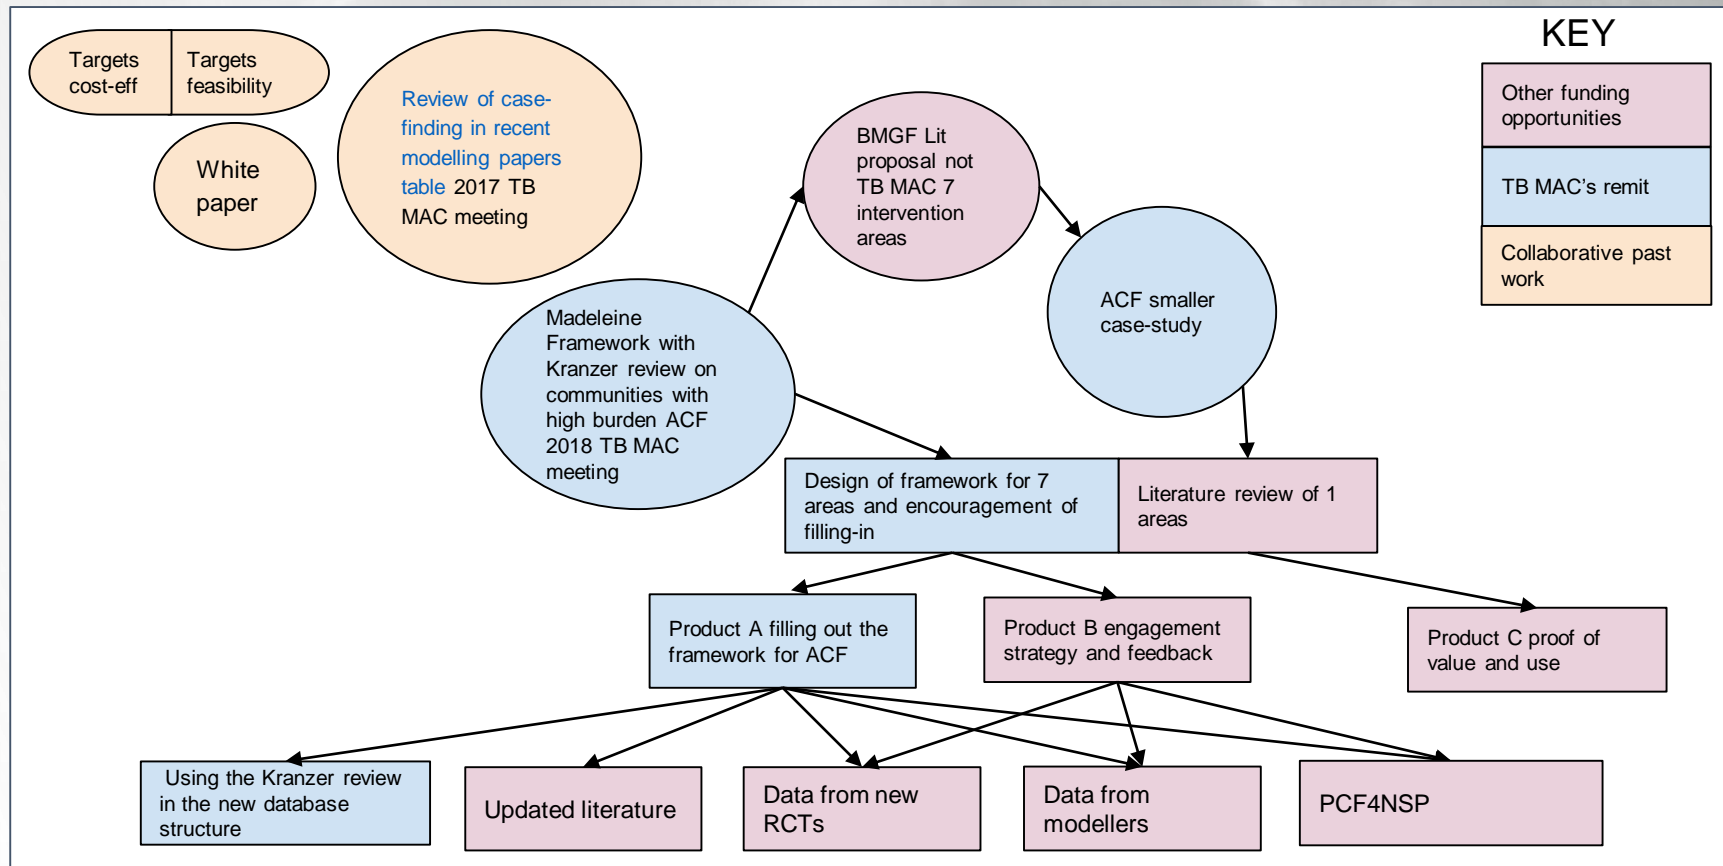 Targets
cost-eff
Targets
feasibility
White
paper
Review of case-
finding in recent
modelling papers
table 2017 TB
MAC meeting
BMGF Lit
proposal not
TB MAC 7
intervention
areas
KEY
Other funding
opportunities
TB MAC's remit
Collaborative past
work
Madeleine
Framework with
Kranzer review on
communities with
high burden ACF
2018 TB MAC
meeting
ACF smaller
case-study
Design of framework for 7
areas and encouragement of
filling-in
Literature review of 1
areas
Product A filling out the
framework for ACF
Product B engagement
strategy and feedback
Product C proof of
value and use
Using the Kranzer review
in the new database
structure
Updated literature
Data from new
RCTs
Data from
modellers
PCF4NSP